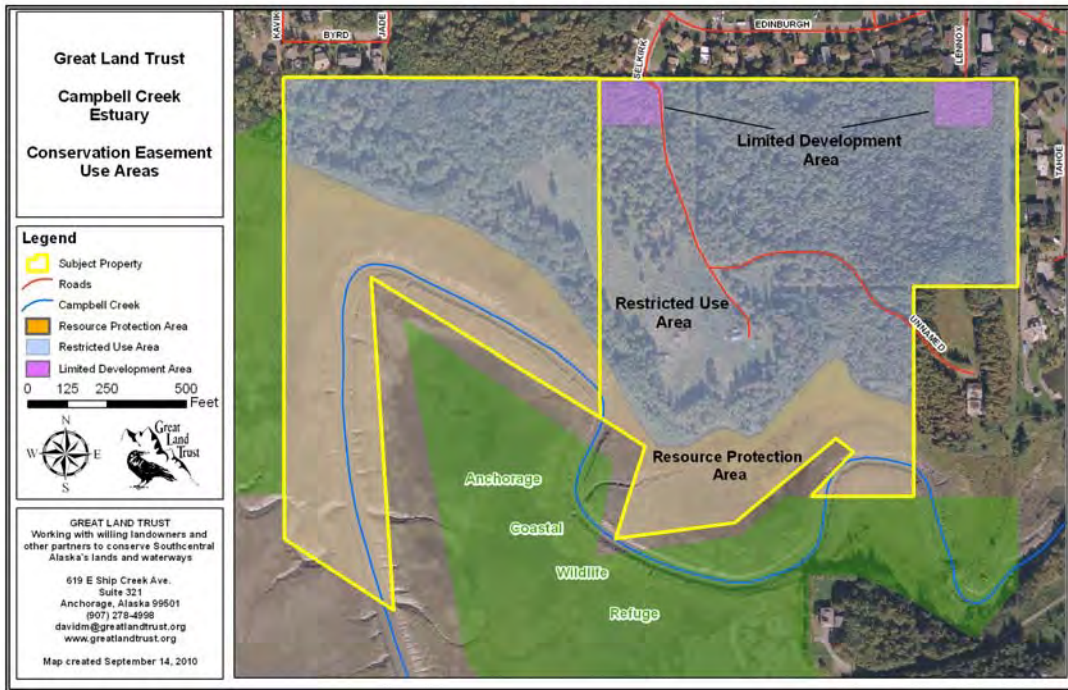 Great Land Trust
Campbell Creek
Estuary
Conservation Easement
Use Areas
Legend
Subject Property
Roads
Campbell Creek
Resource Protection Area
Restricted Use Area
Limited Development Area
0 125 250 500
Feet
N
W E
S
Great
Land
Trust
GREAT LAND TRUST
Working with willing landowners and
other partners to conserve Southcentral
Alaska's lands and waterways
619 E Ship Creek Ave.
Suite 321
Anchorage, Alaska 99501
(907) 278-4998
davidm@greatlandtrust.org
www.greatlandtrust.org
Map created September 14, 2010
KAVIK
BYRD
JADE
SELKIRK
EDINBURGH
LENNOX
TAHOE
Limited Development
Area
Restricted Use
Area
UNNAMED
Resource Protection
Area
Anchorage
Coastal
Wildlife
Refuge